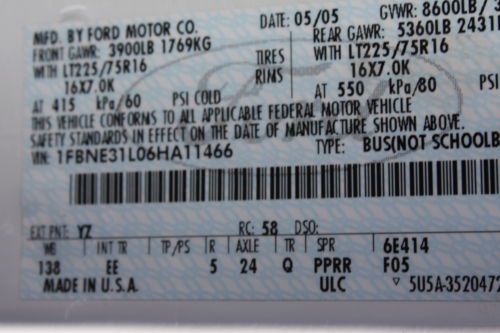 MFD. BY FORD MOTOR CO.
DATE: 05/05 GVWR: 8600LB/
FRONT GAWR: 3900LB 1769KG
REAR GAWR: 5360LB 2431
WITH LT225/75R16 TIRES WITH LT225/75R16
16X7.0K RIMS 16X7.0K
AT 415 kPa/60 PSI COLD AT 550 kPa/80
THIS VEHICLE CONFORMS TO ALL APPLICABLE FEDERAL MOTOR VEHICLE
SAFETY STANDARDS IN EFFECT ON THE DATE OF MANUFACTURE SHOWN ABOVE.
VIN: 1FBNE31L06HA11466 TYPE: BUS(NOT SCHOOLB
EXT PNT: YZ RC: 58 DSO:
WB INT TR TP/PS R AXLE TR SPR 6E414
138 EE 5 24 Q PPRR F05
MADE IN U.S.A. ULC 5U5A-3520472